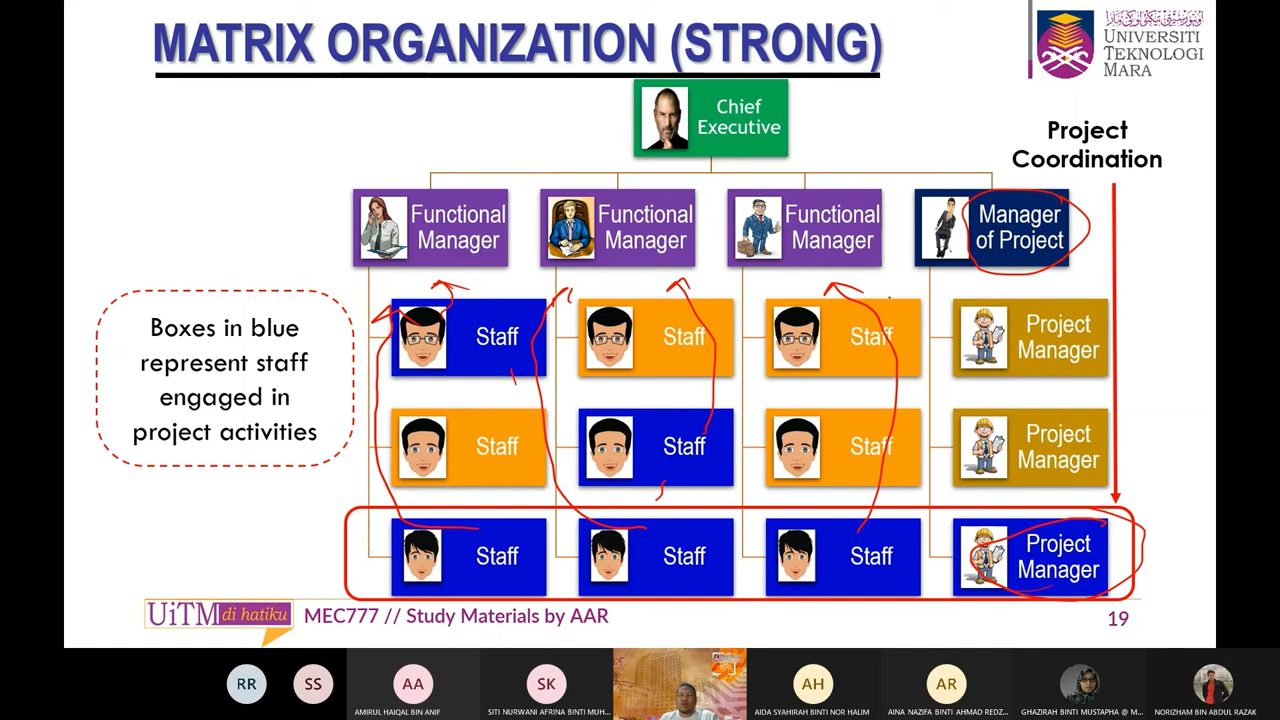 MATRIX ORGANIZATION (STRONG)
UNIVERSITI
TEKNOLOGI
MARA
Chief
Executive
Project
Coordination
Functional
Manager
Functional
Manager
Functional
Manager
Manager
of Project
Boxes in blue
represent staff
engaged in
project activities
Staff
Staff
Staff
Project
Manager
Staff
Staff
Staff
Project
Manager
Staff
Staff
Staff
Project
Manager
UiTM di hatiku
MEC777 // Study Materials by AAR
19
RR
SS
AA
SK
AH
AR
AMIRUL HAIQAL BIN ANIF
SITI NURWANI AFRINA BINTI MUH...
AIDA SYAHIRAH BINTI NOR HALIM
AINA NAZIFA BINTI AHMAD REDZ...
GHAZIRAH BINTI MUSTAPHA @ M...
NORIZHAM BIN ABDUL RAZAK